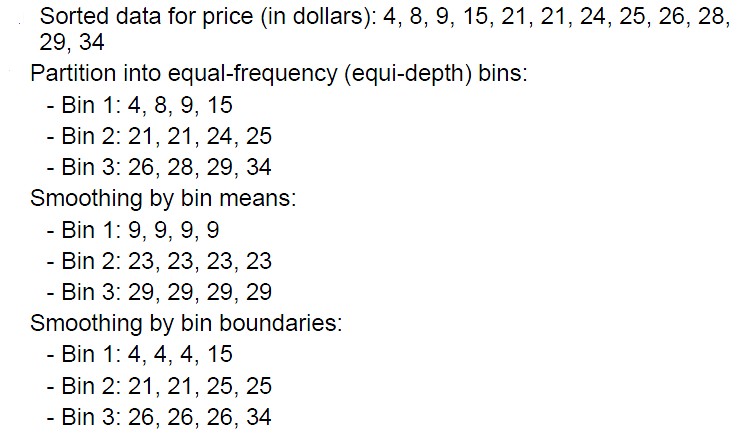 Sorted data for price (in dollars): 4, 8, 9, 15, 21, 21, 24, 25, 26, 28,
29, 34
Partition into equal-frequency (equi-depth) bins:
- Bin 1: 4, 8, 9, 15
- Bin 2: 21, 21, 24, 25
- Bin 3: 26, 28, 29, 34
Smoothing by bin means:
- Bin 1: 9, 9, 9, 9
- Bin 2: 23, 23, 23, 23
- Bin 3: 29, 29, 29, 29
Smoothing by bin boundaries:
- Bin 1: 4, 4, 4, 15
- Bin 2: 21, 21, 25, 25
- Bin 3: 26, 26, 26, 34